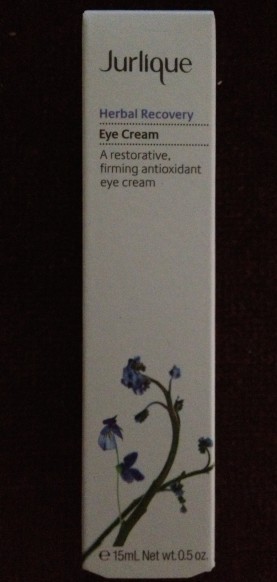 Jurlique
Herbal Recovery
Eye Cream
A restorative,
firming antioxidant
eye cream
℮ 15mL Net wt.0.5 oz.